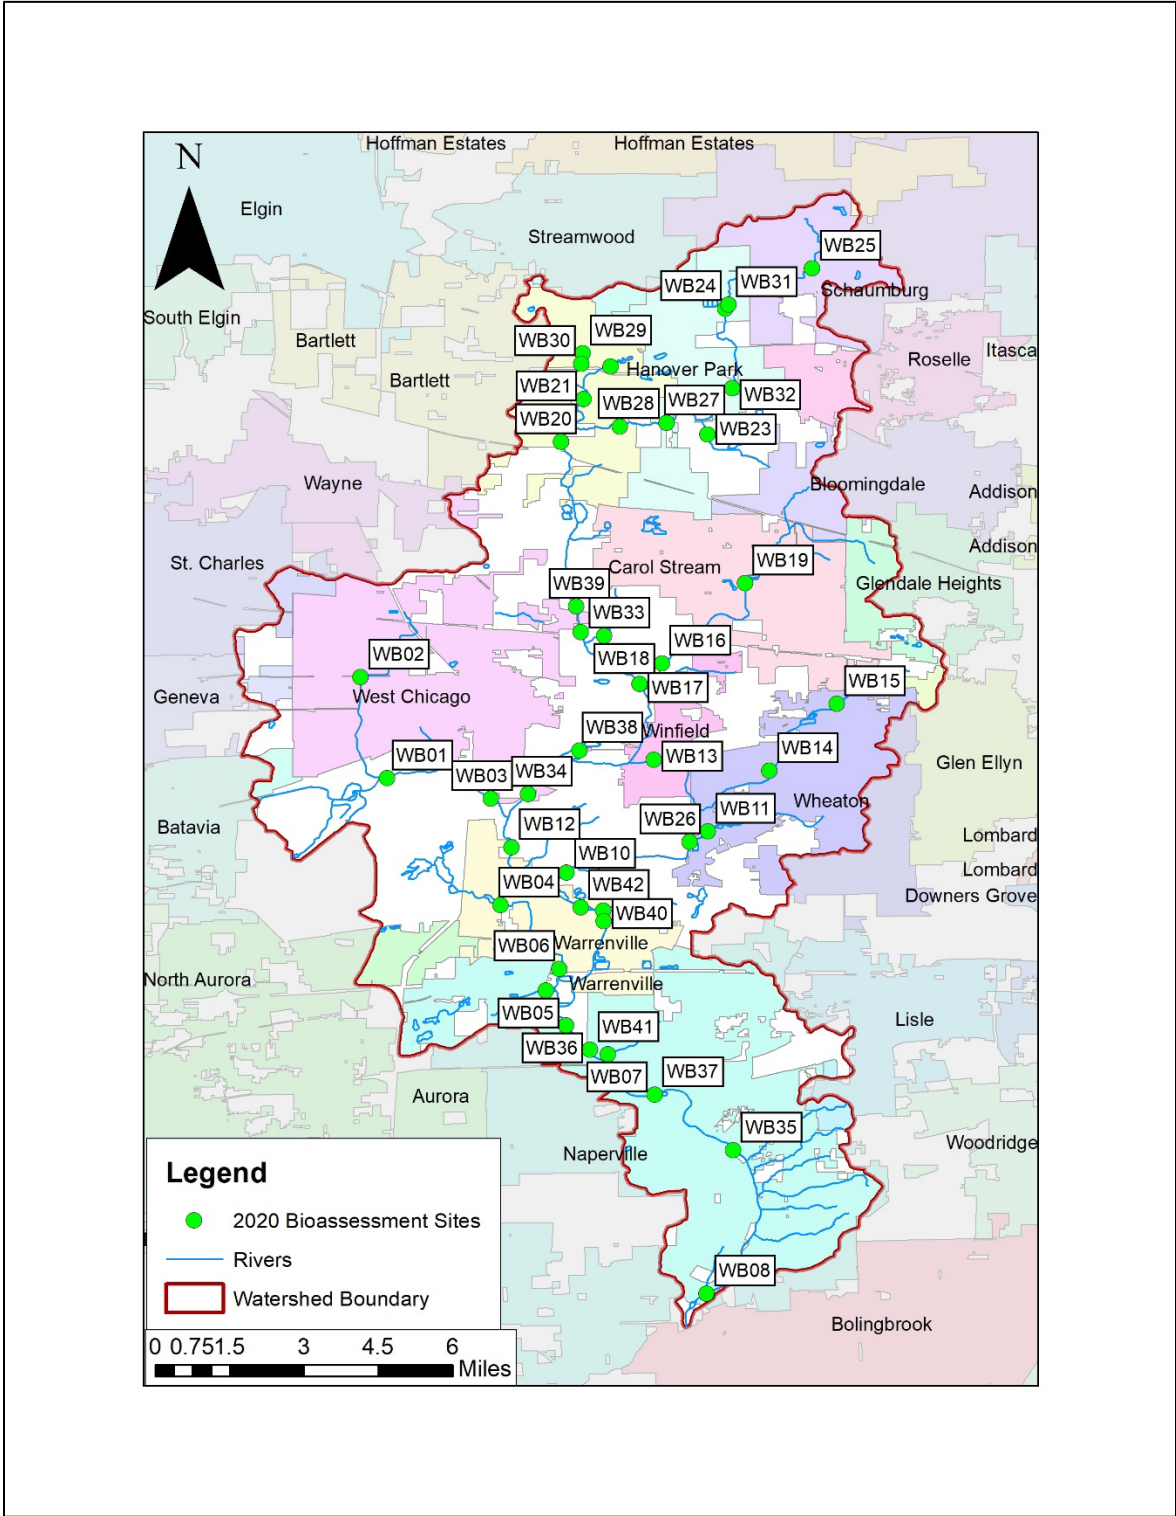 Hoffman Estates
Hoffman Estates
N
Elgin
Streamwood
WB25
WB24
WB31
Schaumburg
South Elgin
Bartlett
WB30
WB29
Roselle
Itasca
Hanover Park
Bartlett
WB21
WB28
WB27
WB32
WB20
WB23
Wayne
Bloomingdale
Addison
Addison
St. Charles
Carol Stream
WB19
WB39
Glendale Heights
WB33
WB16
WB02
WB18
WB15
Geneva
West Chicago
WB17
WB38
Winfield
WB14
WB01
WB13
Glen Ellyn
WB03
WB34
Wheaton
WB11
Batavia
WB12
WB26
Lombard
WB10
Lombard
WB04
WB42
Downers Grove
WB40
WB06
Warrenville
North Aurora
Warrenville
WB05
Lisle
WB41
WB36
WB07
WB37
Aurora
WB35
Naperville
Woodridge
Legend
2020 Bioassessment Sites
Rivers
WB08
Watershed Boundary
Bolingbrook
0 0.75 1.5 3 4.5 6
Miles